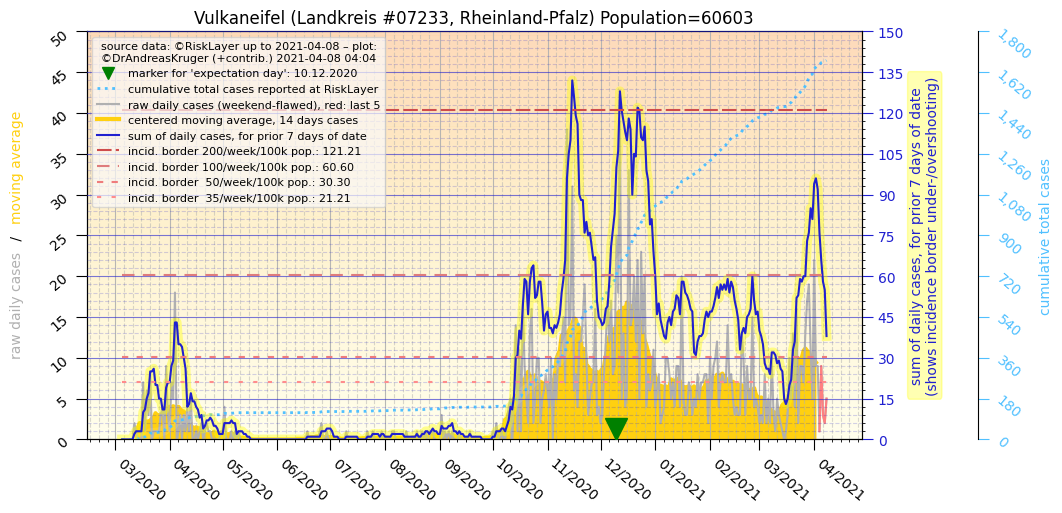 Vulkaneifel (Landkreis #07233, Rheinland-Pfalz) Population=60603
source data: ©RiskLayer up to 2021-04-08 – plot:
©DrAndreasKruger (+contrib.) 2021-04-08 04:04
marker for 'expectation day': 10.12.2020
cumulative total cases reported at RiskLayer
raw daily cases (weekend-flawed), red: last 5
centered moving average, 14 days cases
sum of daily cases, for prior 7 days of date
incid. border 200/week/100k pop.: 121.21
incid. border 100/week/100k pop.: 60.60
incid. border  50/week/100k pop.: 30.30
incid. border  35/week/100k pop.: 21.21
raw daily cases / moving average
50
45
40
35
30
25
20
15
10
5
0
03/2020
04/2020
05/2020
06/2020
07/2020
08/2020
09/2020
10/2020
11/2020
12/2020
01/2021
02/2021
03/2021
04/2021
150
135
120
105
90
75
60
45
30
15
0
sum of daily cases, for prior 7 days of date
(shows incidence border under-/overshooting)
1,800
1,620
1,440
1,260
1,080
900
720
540
360
180
0
cumulative total cases